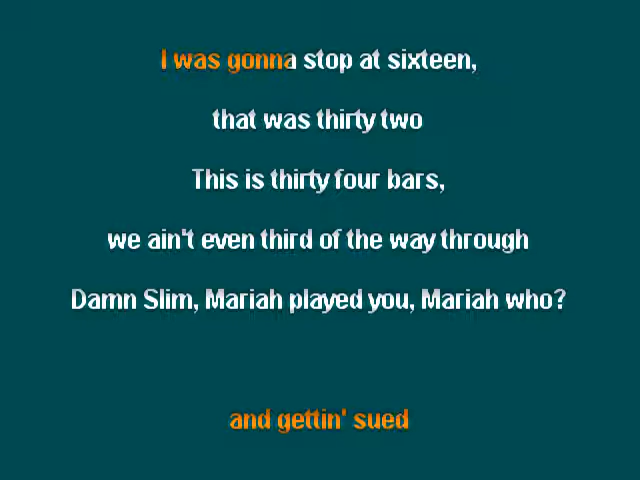 I was gonna stop at sixteen,
that was thirty two
This is thirty four bars,
we ain't even third of the way through
Damn Slim, Mariah played you, Mariah who?
and gettin' sued